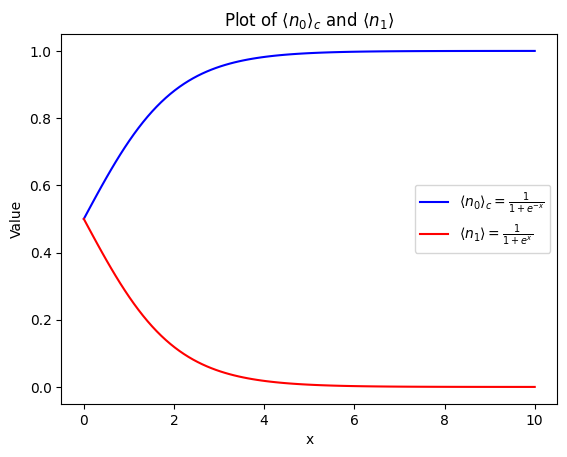 Plot of ⟨n₀⟩c and ⟨n₁⟩
1.0
0.8
0.6
0.4
0.2
0.0
Value
⟨n₀⟩c = 1/(1+e⁻ˣ)
⟨n₁⟩ = 1/(1+eˣ)
0 2 4 6 8 10
x